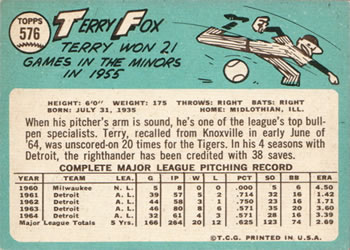 TOPPS
576
TERRY FOX
TERRY WON 21
GAMES IN THE MINORS
IN 1955
HEIGHT: 6'0" WEIGHT: 175 THROWS: RIGHT BATS: RIGHT
BORN: JULY 31, 1935 HOME: MIDLOTHIAN, ILL.
When his pitcher's arm is sound, he's one of the league's top bull-
pen specialists. Terry, recalled from Knoxville in early June of
'64, was unscored-on 20 times for the Tigers. In his 4 seasons with
Detroit, the righthander has been credited with 38 saves.
COMPLETE MAJOR LEAGUE PITCHING RECORD
YEAR TEAM LEA. G IP W L PCT. SO BB ERA
1960 Milwaukee N. L. 5 8 0 0 .000 5 6 4.50
1961 Detroit A. L. 39 57 5 2 .714 32 16 1.42
1962 Detroit A. L. 44 58 3 1 .750 23 16 1.71
1963 Detroit A. L. 46 80 8 6 .571 35 20 3.59
1964 Detroit A. L. 32 61 4 3 .571 28 16 3.39
Major League Totals 166 264 20 12 .625 123 74 2.69
©T.C.G. PRINTED IN U.S.A.